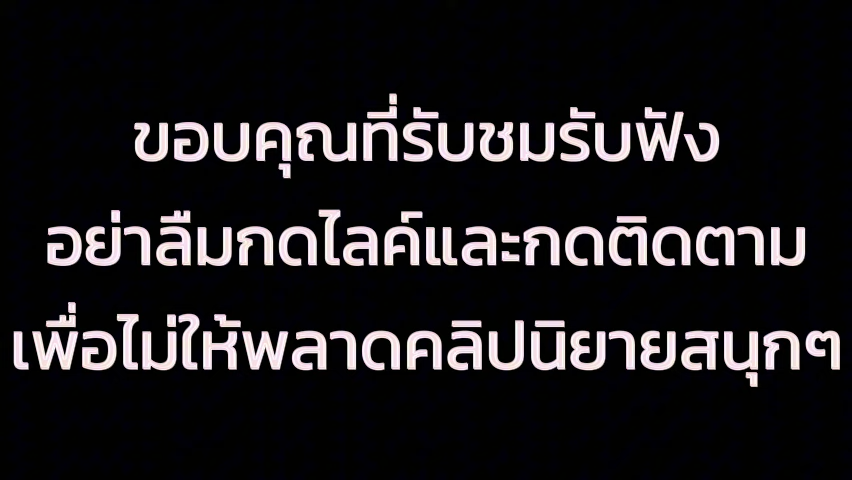 ขอบคุณที่รับชมรับฟัง
อย่าลืมกดไลค์และกดติดตาม
เพื่อไม่ให้พลาดคลิปนิยายสนุกๆ